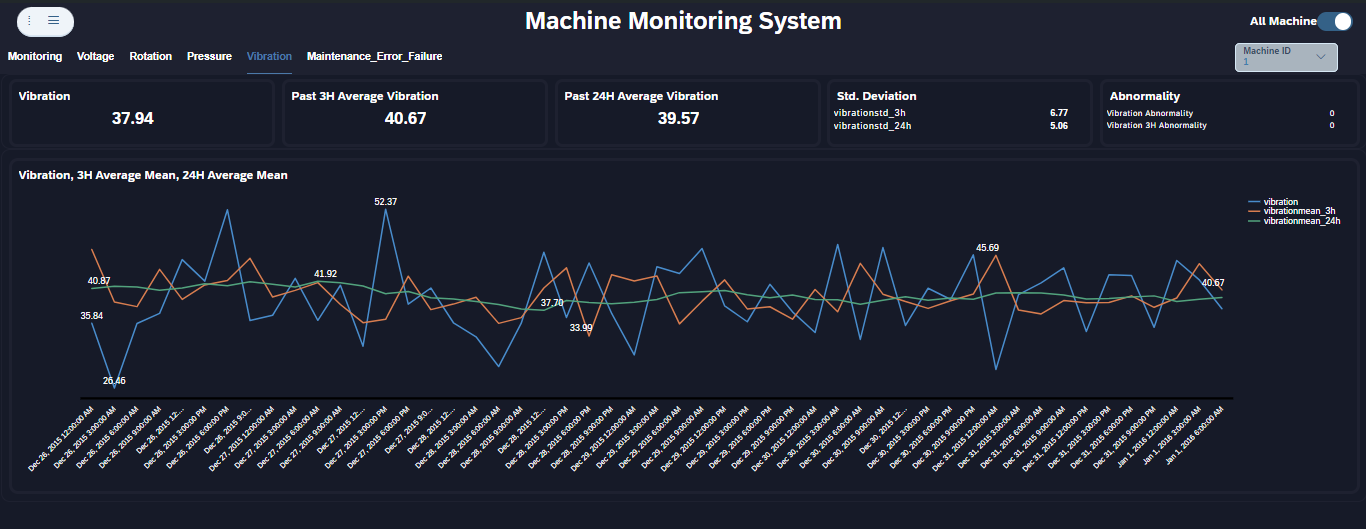 Machine Monitoring System
All Machine
Monitoring Voltage Rotation Pressure Vibration Maintenance_Error_Failure
Machine ID
1
Vibration
37.94
Past 3H Average Vibration
40.67
Past 24H Average Vibration
39.57
Std. Deviation
vibrationstd_3h 6.77
vibrationstd_24h 5.06
Abnormality
Vibration Abnormality 0
Vibration 3H Abnormality 0
Vibration, 3H Average Mean, 24H Average Mean
vibration
vibrationmean_3h
vibrationmean_24h
52.37
45.69
40.87
41.92
40.67
37.70
35.84
33.99
26.46
Dec 26, 2015 12:00:00 AM
Dec 26, 2015 3:00:00 AM
Dec 26, 2015 6:00:00 AM
Dec 26, 2015 9:00:00 AM
Dec 26, 2015 12:...
Dec 26, 2015 3:00:00 PM
Dec 26, 2015 6:00:00 PM
Dec 26, 2015 9:0...
Dec 27, 2015 12:00:00 AM
Dec 27, 2015 3:00:00 AM
Dec 27, 2015 6:00:00 AM
Dec 27, 2015 9:00:00 AM
Dec 27, 2015 12:...
Dec 27, 2015 3:00:00 PM
Dec 27, 2015 6:00:00 PM
Dec 27, 2015 9:0...
Dec 28, 2015 12:...
Dec 28, 2015 3:00:00 AM
Dec 28, 2015 6:00:00 AM
Dec 28, 2015 9:00:00 AM
Dec 28, 2015 12:...
Dec 28, 2015 3:00:00 PM
Dec 28, 2015 6:00:00 PM
Dec 28, 2015 9:00:00 PM
Dec 29, 2015 12:00:00 AM
Dec 29, 2015 3:00:00 AM
Dec 29, 2015 6:00:00 AM
Dec 29, 2015 9:00:00 AM
Dec 29, 2015 12:00:00 PM
Dec 29, 2015 3:00:00 PM
Dec 29, 2015 6:00:00 PM
Dec 29, 2015 9:00:00 PM
Dec 30, 2015 12:00:00 AM
Dec 30, 2015 3:00:00 AM
Dec 30, 2015 6:00:00 AM
Dec 30, 2015 9:00:00 AM
Dec 30, 2015 12:...
Dec 30, 2015 3:00:00 PM
Dec 30, 2015 6:00:00 PM
Dec 30, 2015 9:00:00 PM
Dec 31, 2015 12:00:00 AM
Dec 31, 2015 3:00:00 AM
Dec 31, 2015 6:00:00 AM
Dec 31, 2015 9:00:00 AM
Dec 31, 2015 12:00:00 PM
Dec 31, 2015 3:00:00 PM
Dec 31, 2015 6:00:00 PM
Dec 31, 2015 9:00:00 PM
Jan 1, 2016 12:00:00 AM
Jan 1, 2016 3:00:00 AM
Jan 1, 2016 6:00:00 AM